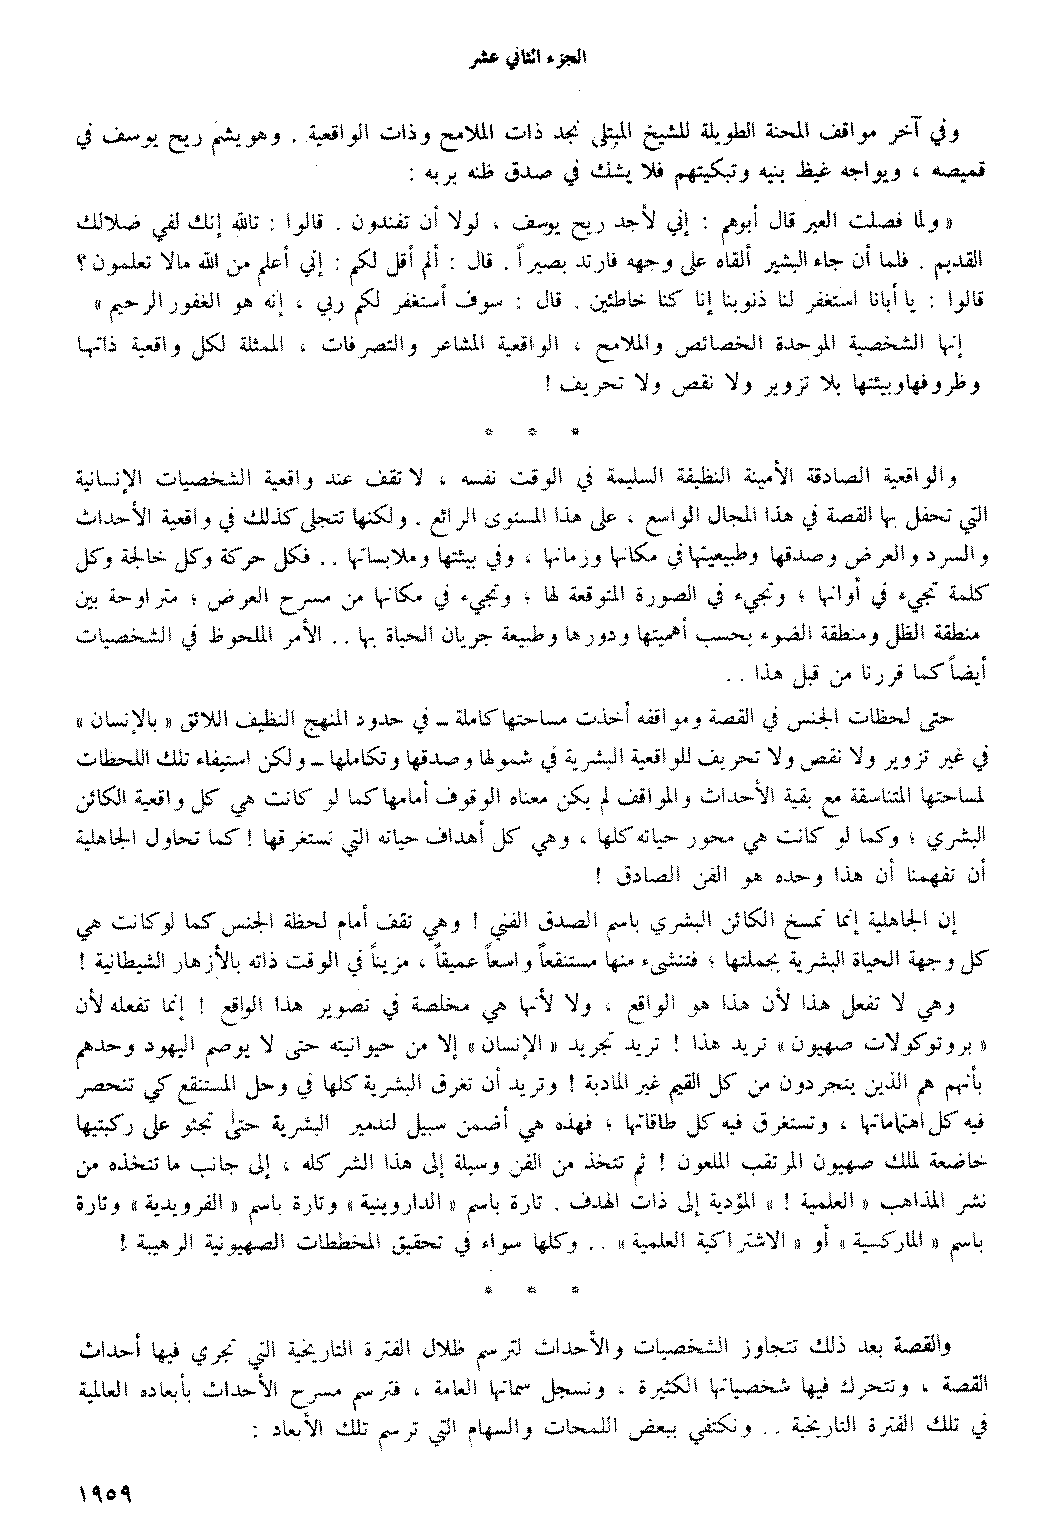 الجزء الثاني عشر
وفي آخر مواقف المحنة الطويلة للشيخ المبتلى نجد ذات الملامح وذات الواقعية . وهو يشم ريح يوسف في
قميصه ، ويواجه غيظ بنيه وتبكيتهم فلا يشك في صدق ظنه بربه :
« ولما فصلت العير قال أبوهم : إني لأجد ريح يوسف ، لولا أن تفندون . قالوا : تالله إنك لفي ضلالك
القديم . فلما أن جاء البشير ألقاه على وجهه فارتد بصيراً . قال : ألم أقل لكم : إني أعلم من الله مالا تعلمون ؟
قالوا : يا أبانا استغفر لنا ذنوبنا إنا كنا خاطئين . قال : سوف أستغفر لكم ربي ، إنه هو الغفور الرحيم »
إنها الشخصية الموحدة الخصائص والملامح ، الواقعية المشاعر والتصرفات ، الممثلة لكل واقعية ذاتها
وظروفها وبيئتها بلا تزوير ولا نقص ولا تحريف !
* * *
والواقعية الصادقة الأمينة النظيفة السليمة في الوقت نفسه ، لا تقف عند واقعية الشخصيات الإنسانية
التي تحفل بها القصة في هذا المجال الواسع ، على هذا المستوى الرائع . ولكنها تتجلى كذلك في واقعية الأحداث
والسرد والعرض وصدقها وطبيعيتها في مكانها وزمانها ، وفي بيئتها وملابساتها .. فكل حركة وكل خالجة وكل
كلمة تجيء في أوانها ؛ وتجيء في الصورة المتوقعة لها ؛ وتجيء في مكانها من مسرح العرض ؛ متراوحة بين
منطقة الظل ومنطقة الضوء بحسب أهميتها ودورها وطبيعة جريان الحياة بها .. الأمر الملحوظ في الشخصيات
أيضاً كما قررنا من قبل هذا ..
حتى لحظات الجنس في القصة ومواقفه أخذت مساحتها كاملة – في حدود المنهج النظيف اللائق « بالإنسان »
في غير تزوير ولا نقص ولا تحريف للواقعية البشرية في شمولها وصدقها وتكاملها – ولكن استيفاء تلك اللحظات
لمساحتها المتناسقة مع بقية الأحداث والمواقف لم يكن معناه الوقوف أمامها كما لو كانت هي كل واقعية الكائن
البشري ؛ وكما لو كانت هي محور حياته كلها ، وهي كل أهداف حياته التي تستغرقها ! كما تحاول الجاهلية
أن تفهمنا أن هذا وحده هو الفن الصادق !
إن الجاهلية إنما تمسخ الكائن البشري باسم الصدق الفني ! وهي تقف أمام لحظة الجنس كما لو كانت هي
كل وجهة الحياة البشرية بجملتها ؛ فتنشىء منها مستنقعاً واسعاً عميقاً ، مزيناً في الوقت ذاته بالأزهار الشيطانية !
وهي لا تفعل هذا لأن هذا هو الواقع ، ولا لأنها هي مخلصة في تصوير هذا الواقع ! إنما تفعله لأن
« بروتوكولات صهيون » تريد هذا ! تريد تجريد « الإنسان » إلا من حيوانيته حتى لا يوصم اليهود وحدهم
بأنهم هم الذين يتجردون من كل القيم غير المادية ! وتريد أن تغرق البشرية كلها في وحل المستنقع كي تنحصر
فيه كل اهتماماتها ، وتستغرق فيه كل طاقاتها ؛ فهذه هي أضمن سبيل لتدمير البشرية حتى تجثو على ركبتيها
خاضعة لملك صهيون المرتقب الملعون ! ثم تتخذ من الفن وسيلة إلى هذا الشر كله ، إلى جانب ما تتخذه من
نشر المذاهب « العلمية ! » المؤدية إلى ذات الهدف . تارة باسم « الداروينية » وتارة باسم « الفرويدية » وتارة
باسم « الماركسية » أو « الاشتراكية العلمية » .. وكلها سواء في تحقيق المخططات الصهيونية الرهيبة !
* * *
والقصة بعد ذلك تتجاوز الشخصيات والأحداث لترسم ظلال الفترة التاريخية التي تجري فيها أحداث
القصة ، وتتحرك فيها شخصياتها الكثيرة ، وتسجل سماتها العامة ، فترسم مسرح الأحداث بأبعاده العالمية
في تلك الفترة التاريخية .. ونكتفي ببعض اللمحات والسهام التي ترسم تلك الأبعاد :
١٩٥٩